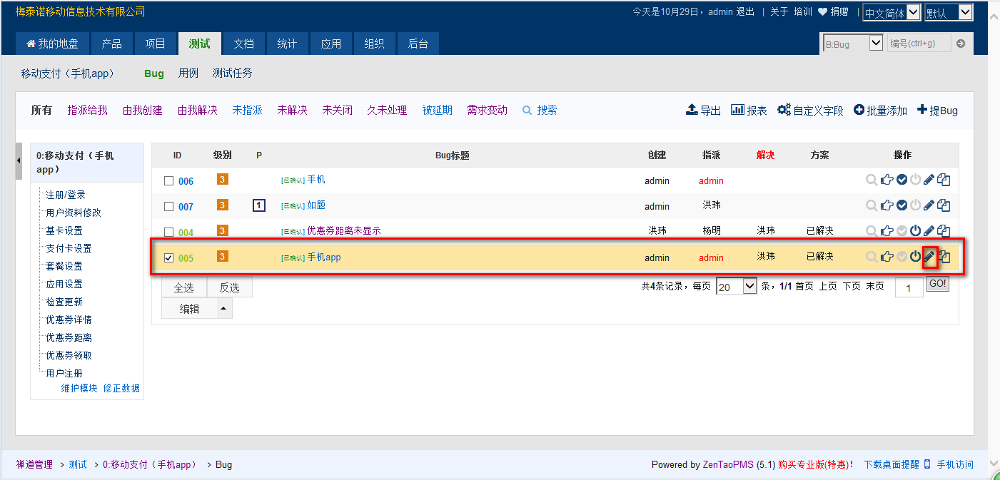 梅泰诺移动信息技术有限公司
今天是10月29日，admin 退出 | 关于 培训 捐赠 | 中文简体 默认
我的地盘 产品 项目 测试 文档 统计 应用 组织 后台 B:Bug 编号(ctrl+g)
移动支付（手机app） Bug 用例 测试任务
所有 指派给我 由我创建 由我解决 未指派 未解决 未关闭 久未处理 被延期 需求变动 搜索 导出 报表 自定义字段 批量添加 提Bug
0:移动支付（手机
app）
注册/登录
用户资料修改
基卡设置
支付卡设置
套餐设置
应用设置
检查更新
优惠券详情
优惠券距离
优惠券领取
用户注册
维护模块 修正数据
ID 级别 P Bug标题 创建 指派 解决 方案 操作
006 3 [已确认] 手机 admin admin
007 3 1 [已确认] 如题 admin 洪玮
004 3 [已确认] 优惠券距离未显示 洪玮 杨明 洪玮 已解决
005 3 [已确认] 手机app admin admin 洪玮 已解决
全选 反选 共4条记录，每页 20 条，1/1 首页 上页 下页 末页 1 GO!
编辑
禅道管理 › 测试 › 0:移动支付（手机app） › Bug Powered by ZenTaoPMS (5.1) 购买专业版(特惠)！ 下载桌面提醒 手机访问